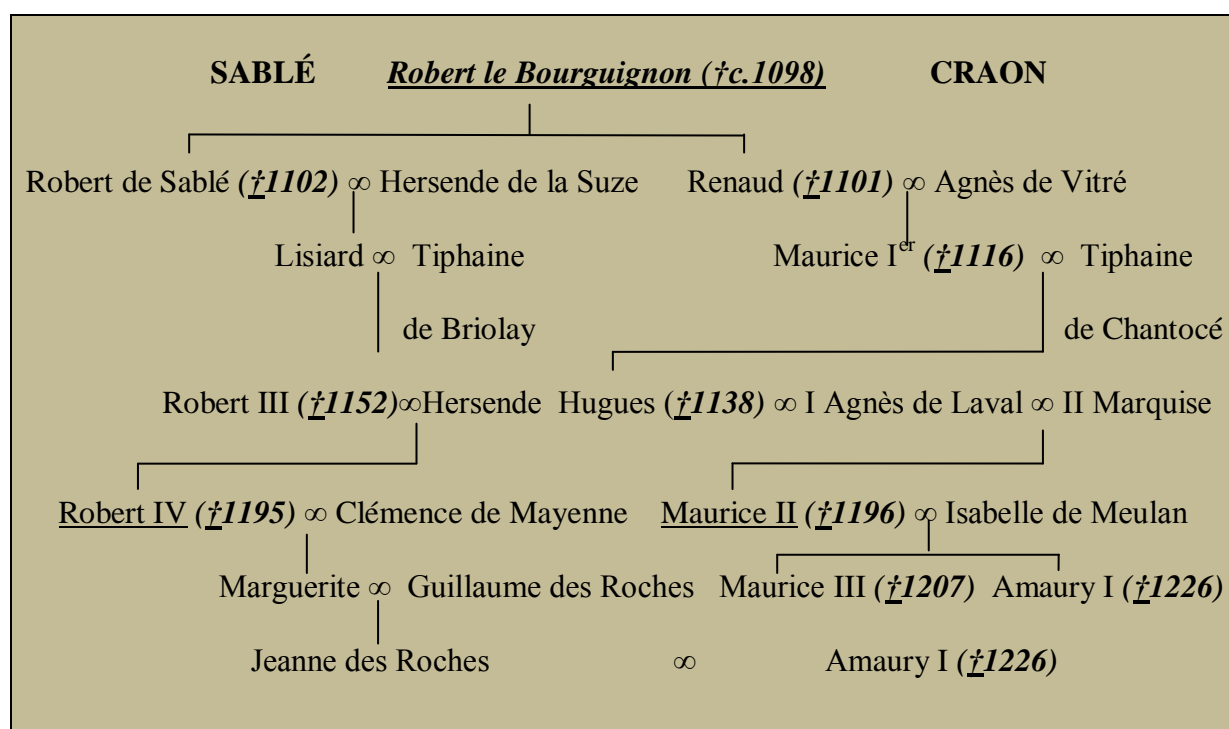 SABLÉ Robert le Bourguignon (†c.1098) CRAON
Robert de Sablé (†1102) ∞ Hersende de la Suze Renaud (†1101) ∞ Agnès de Vitré
Lisiard ∞ Tiphaine Maurice Ier (†1116) ∞ Tiphaine
de Briolay de Chantocé
Robert III (†1152)∞Hersende Hugues (†1138) ∞ I Agnès de Laval ∞ II Marquise
Robert IV (†1195) ∞ Clémence de Mayenne Maurice II (†1196) ∞ Isabelle de Meulan
Marguerite ∞ Guillaume des Roches Maurice III (†1207) Amaury I (†1226)
Jeanne des Roches ∞ Amaury I (†1226)